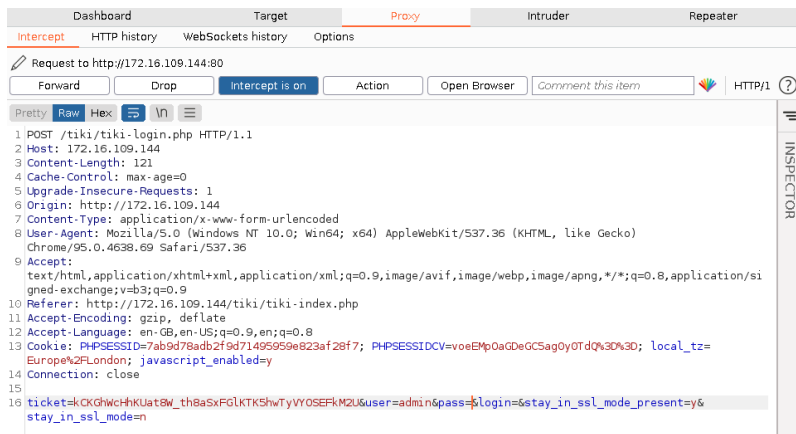 Dashboard Target Proxy Intruder Repeater
Intercept HTTP history WebSockets history Options
Request to http://172.16.109.144:80
Forward Drop Intercept is on Action Open Browser Comment this item HTTP/1 ?
Pretty Raw Hex \n
INSPECTOR
1 POST /tiki/tiki-login.php HTTP/1.1
2 Host: 172.16.109.144
3 Content-Length: 121
4 Cache-Control: max-age=0
5 Upgrade-Insecure-Requests: 1
6 Origin: http://172.16.109.144
7 Content-Type: application/x-www-form-urlencoded
8 User-Agent: Mozilla/5.0 (Windows NT 10.0; Win64; x64) AppleWebKit/537.36 (KHTML, like Gecko)
Chrome/95.0.4638.69 Safari/537.36
9 Accept:
text/html,application/xhtml+xml,application/xml;q=0.9,image/avif,image/webp,image/apng,*/*;q=0.8,application/si
gned-exchange;v=b3;q=0.9
10 Referer: http://172.16.109.144/tiki/tiki-index.php
11 Accept-Encoding: gzip, deflate
12 Accept-Language: en-GB,en-US;q=0.9,en;q=0.8
13 Cookie: PHPSESSID=7ab9d78adb2f9d71495959e823af28f7; PHPSESSIDCV=voeEMpOaGDeGC5agOy0TdQ%3D%3D; local_tz=
Europe%2FLondon; javascript_enabled=y
14 Connection: close
15
16 ticket=kCKGhWcHhKUat8W_th8aSxFGlKTK5hwTyVYOSEFkM2U&user=admin&pass=&login=&stay_in_ssl_mode_present=y&
stay_in_ssl_mode=n